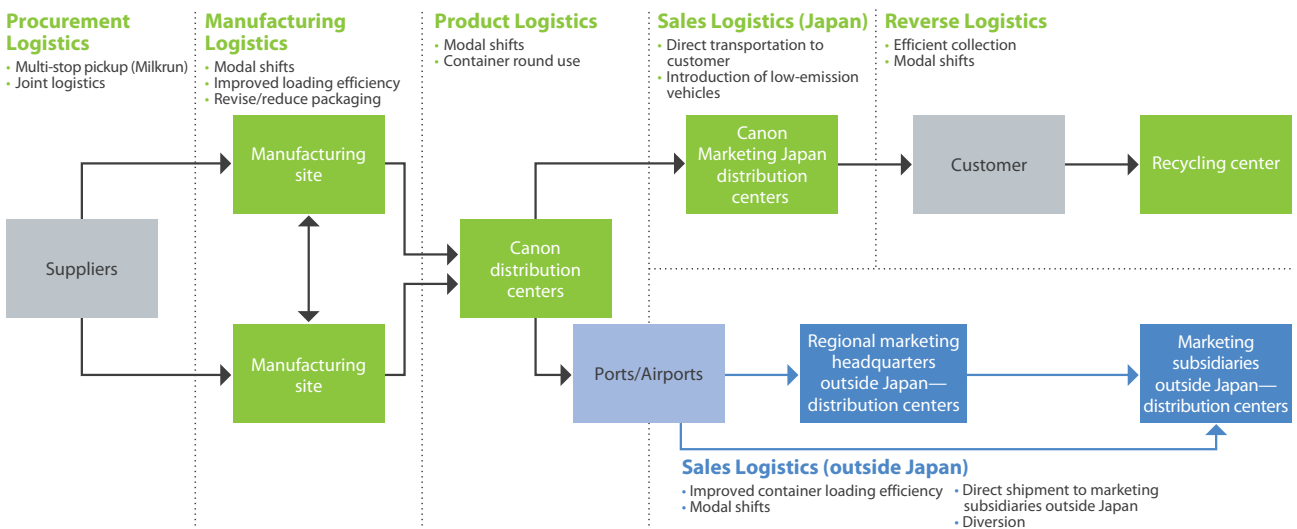 Procurement
Logistics
• Multi-stop pickup (Milkrun)
• Joint logistics
Manufacturing
Logistics
• Modal shifts
• Improved loading efficiency
• Revise/reduce packaging
Product Logistics
• Modal shifts
• Container round use
Sales Logistics (Japan)
• Direct transportation to
customer
• Introduction of low-emission
vehicles
Reverse Logistics
• Efficient collection
• Modal shifts
Suppliers
Manufacturing
site
Manufacturing
site
Canon
distribution
centers
Canon
Marketing Japan
distribution
centers
Customer
Recycling center
Ports/Airports
Regional marketing
headquarters
outside Japan—
distribution centers
Marketing
subsidiaries
outside Japan—
distribution centers
Sales Logistics (outside Japan)
• Improved container loading efficiency
• Modal shifts
• Direct shipment to marketing
subsidiaries outside Japan
• Diversion